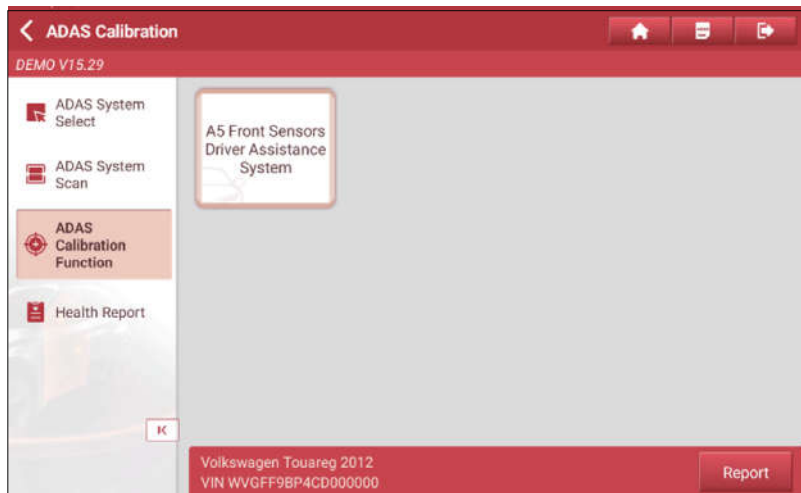 ADAS Calibration
DEMO V15.29
ADAS System
Select
ADAS System
Scan
ADAS
Calibration
Function
Health Report
A5 Front Sensors
Driver Assistance
System
Volkswagen Touareg 2012
VIN WVGFF9BP4CD000000
Report